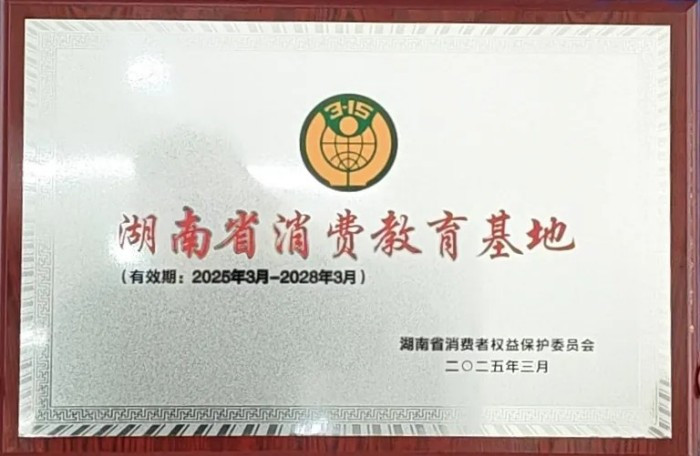 3·15
湖南省消费教育基地
(有效期：2025年3月-2028年3月)
湖南省消费者权益保护委员会
二〇二五年三月